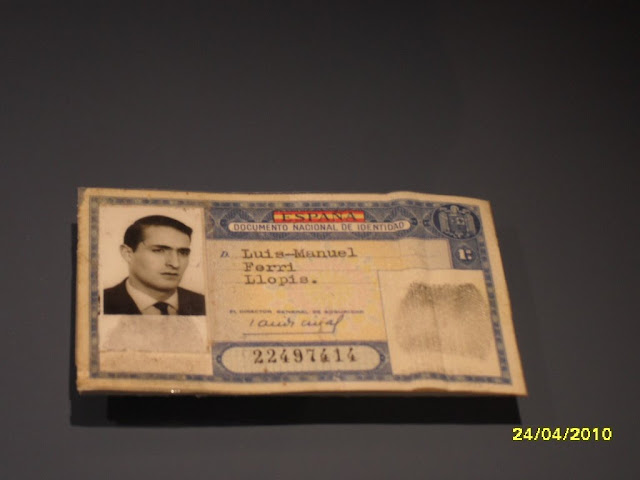 ESPAÑA
DOCUMENTO NACIONAL DE IDENTIDAD
D. Luis-Manuel
Ferri
Llopis.
EL DIRECTOR GENERAL DE SEGURIDAD
22497414
24/04/2010